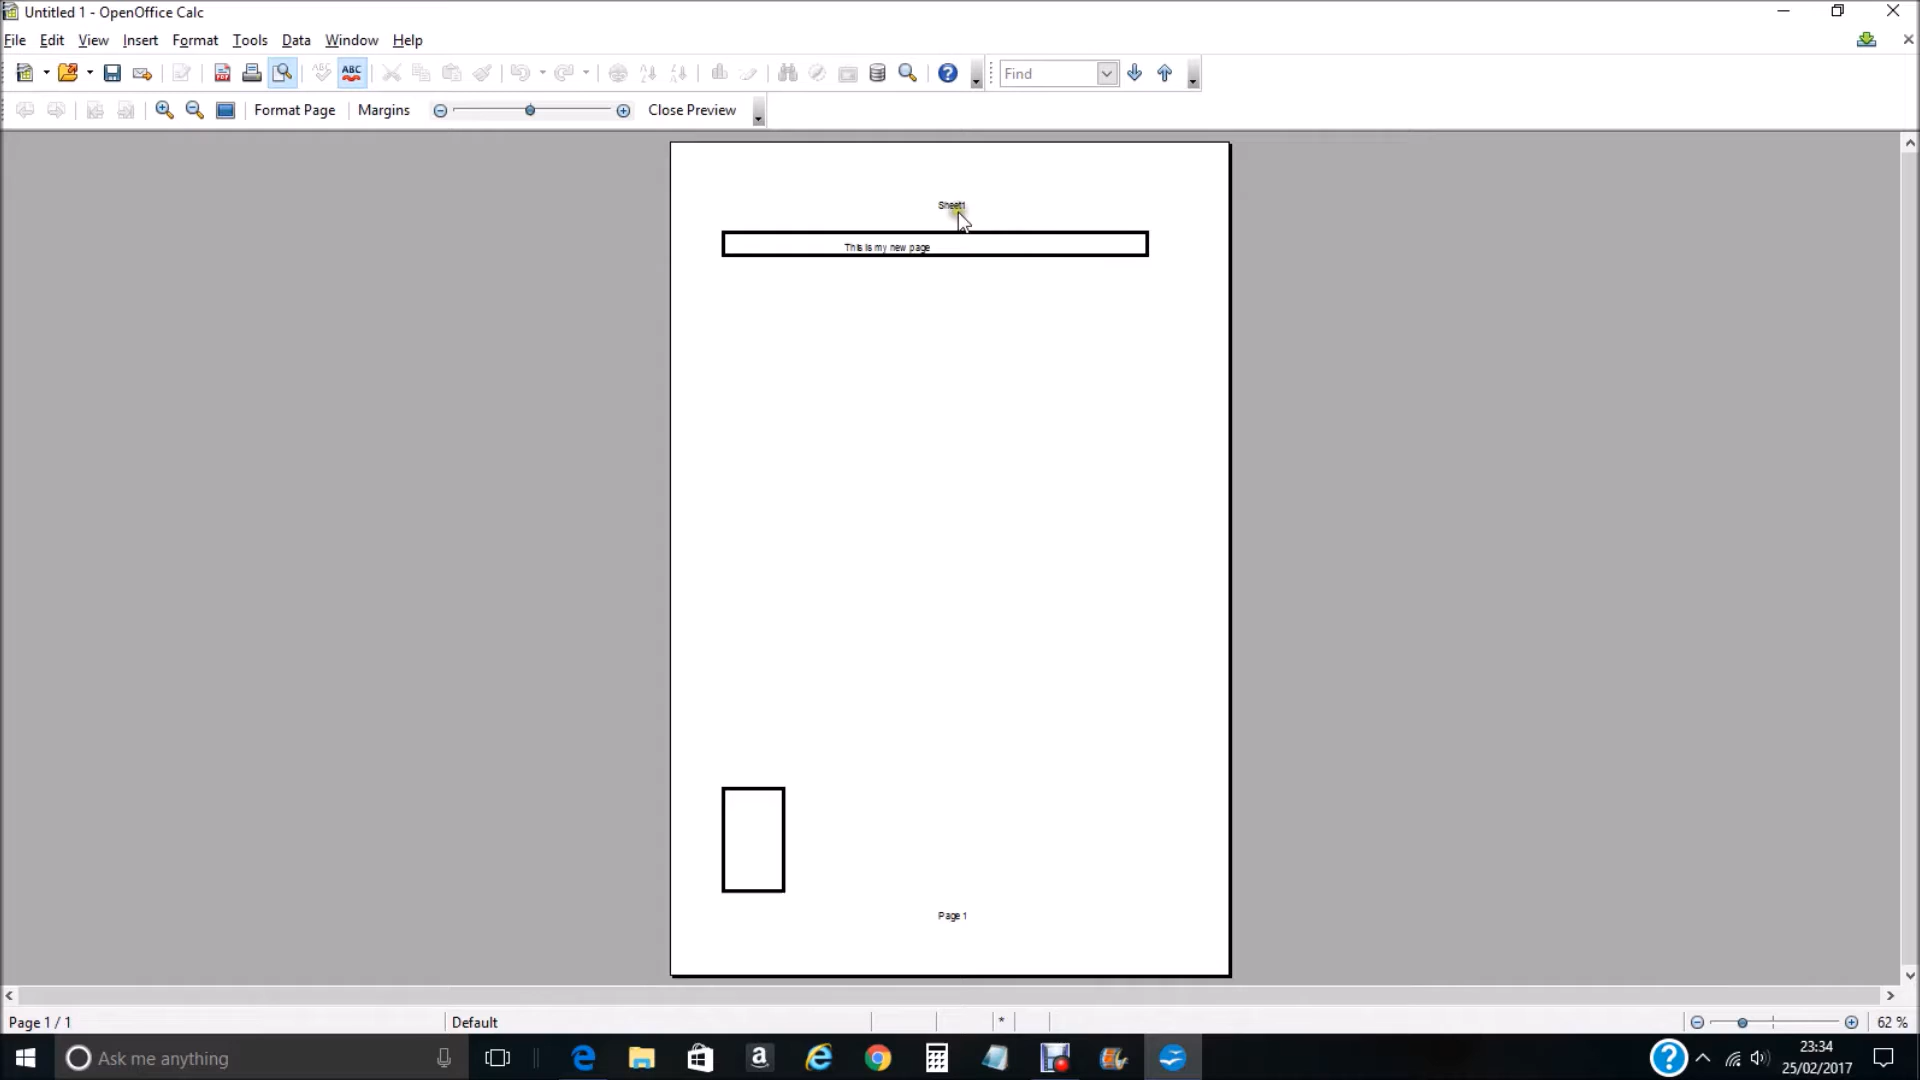 Untitled 1 - OpenOffice Calc
File Edit View Insert Format Tools Data Window Help
ABC ABC Find
Format Page Margins Close Preview
Sheet1
This is my new page
Page 1
Page 1 / 1 Default * 62 %
Ask me anything 23:34
25/02/2017